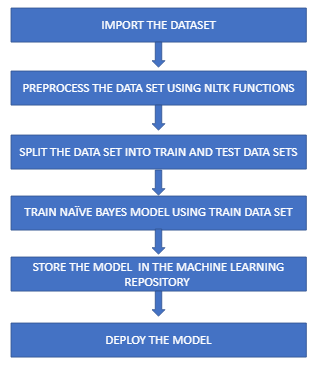 IMPORT THE DATASET
PREPROCESS THE DATA SET USING NLTK FUNCTIONS
SPLIT THE DATA SET INTO TRAIN AND TEST DATA SETS
TRAIN NAÏVE BAYES MODEL USING TRAIN DATA SET
STORE THE MODEL IN THE MACHINE LEARNING
REPOSITORY
DEPLOY THE MODEL